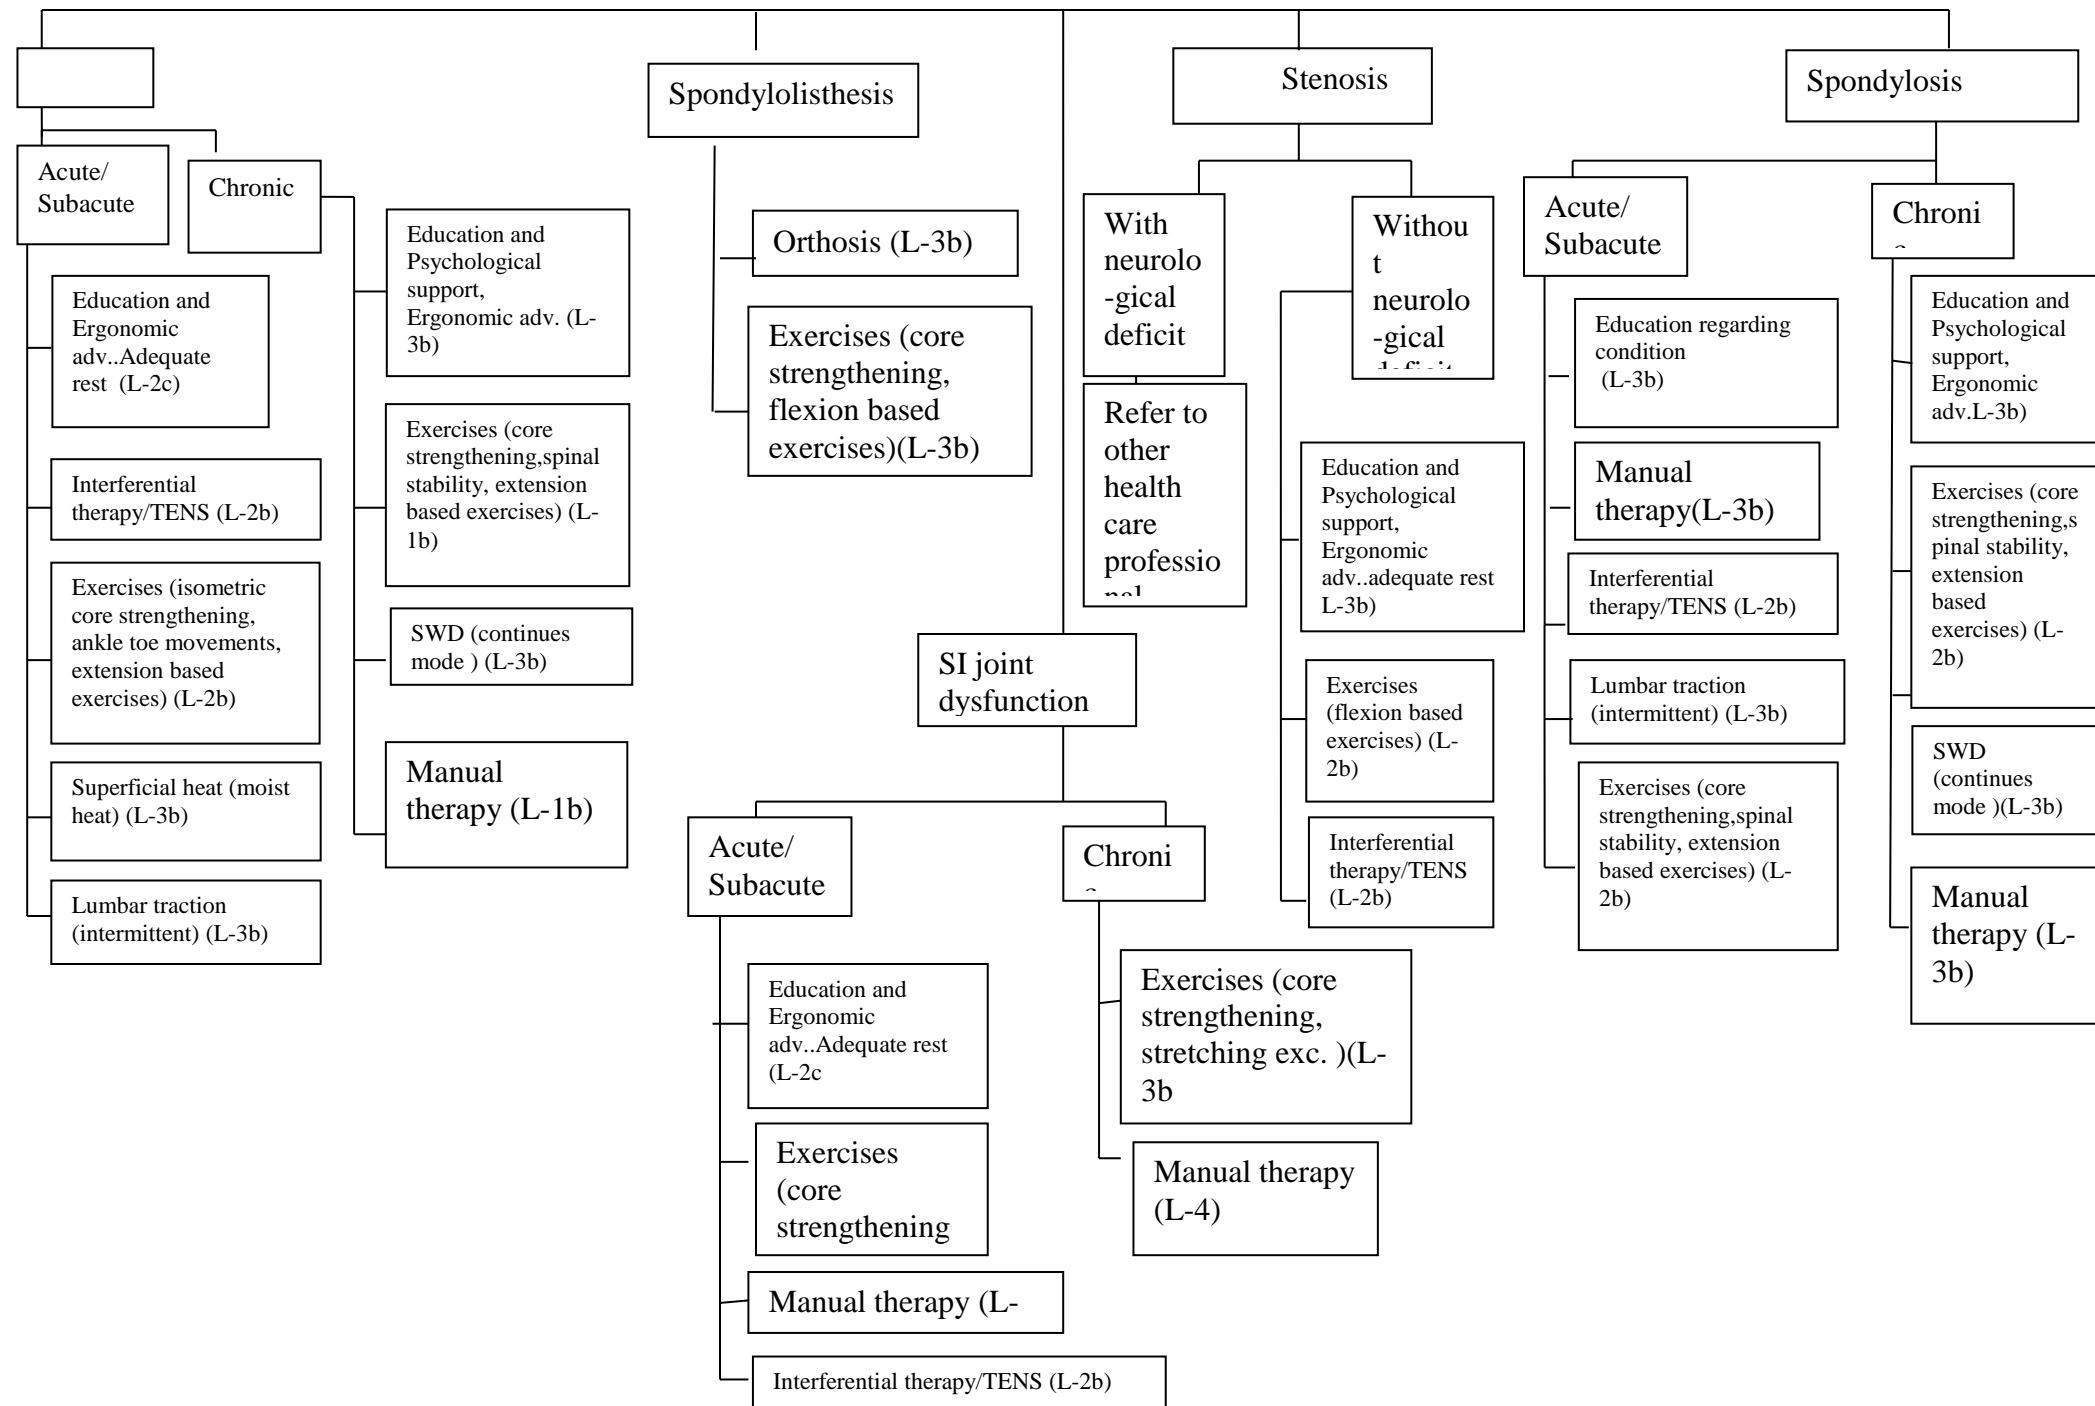 Spondylolisthesis
Stenosis
Spondylosis
Acute/
Subacute
Chronic
Education and
Ergonomic
adv..Adequate
rest  (L-2c)
Interferential
therapy/TENS (L-2b)
Exercises (isometric
core strengthening,
ankle toe movements,
extension based
exercises) (L-2b)
Superficial heat (moist
heat) (L-3b)
Lumbar traction
(intermittent) (L-3b)
Education and
Psychological
support,
Ergonomic adv. (L-
3b)
Exercises (core
strengthening,spinal
stability, extension
based exercises) (L-
1b)
SWD (continues
mode ) (L-3b)
Manual
therapy (L-1b)
Orthosis (L-3b)
Exercises (core
strengthening,
flexion based
exercises)(L-3b)
SI joint
dysfunction
Acute/
Subacute
Education and
Ergonomic
adv..Adequate rest
(L-2c
Exercises
(core
strengthening
Manual therapy (L-
Interferential therapy/TENS (L-2b)
Chroni
Exercises (core
strengthening,
stretching exc. )(L-
3b
Manual therapy
(L-4)
With
neurolo
-gical
deficit
Refer to
other
health
care
professio
Withou
t
neurolo
-gical
Education and
Psychological
support,
Ergonomic
adv..adequate rest
L-3b)
Exercises
(flexion based
exercises) (L-
2b)
Interferential
therapy/TENS
(L-2b)
Acute/
Subacute
Education regarding
condition
(L-3b)
Manual
therapy(L-3b)
Interferential
therapy/TENS (L-2b)
Lumbar traction
(intermittent) (L-3b)
Exercises (core
strengthening,spinal
stability, extension
based exercises) (L-
2b)
Chroni
Education and
Psychological
support,
Ergonomic
adv.L-3b)
Exercises (core
strengthening,s
pinal stability,
extension
based
exercises) (L-
2b)
SWD
(continues
mode )(L-3b)
Manual
therapy (L-
3b)